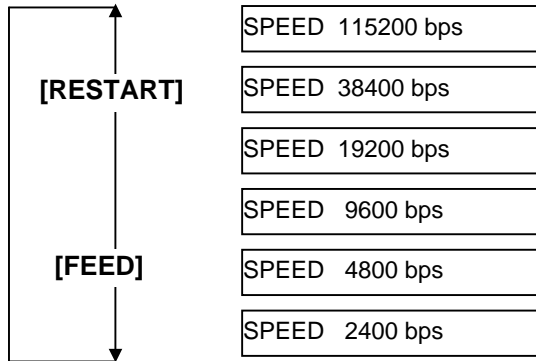 SPEED 115200 bps
[RESTART]
SPEED 38400 bps
SPEED 19200 bps
SPEED 9600 bps
[FEED]
SPEED 4800 bps
SPEED 2400 bps